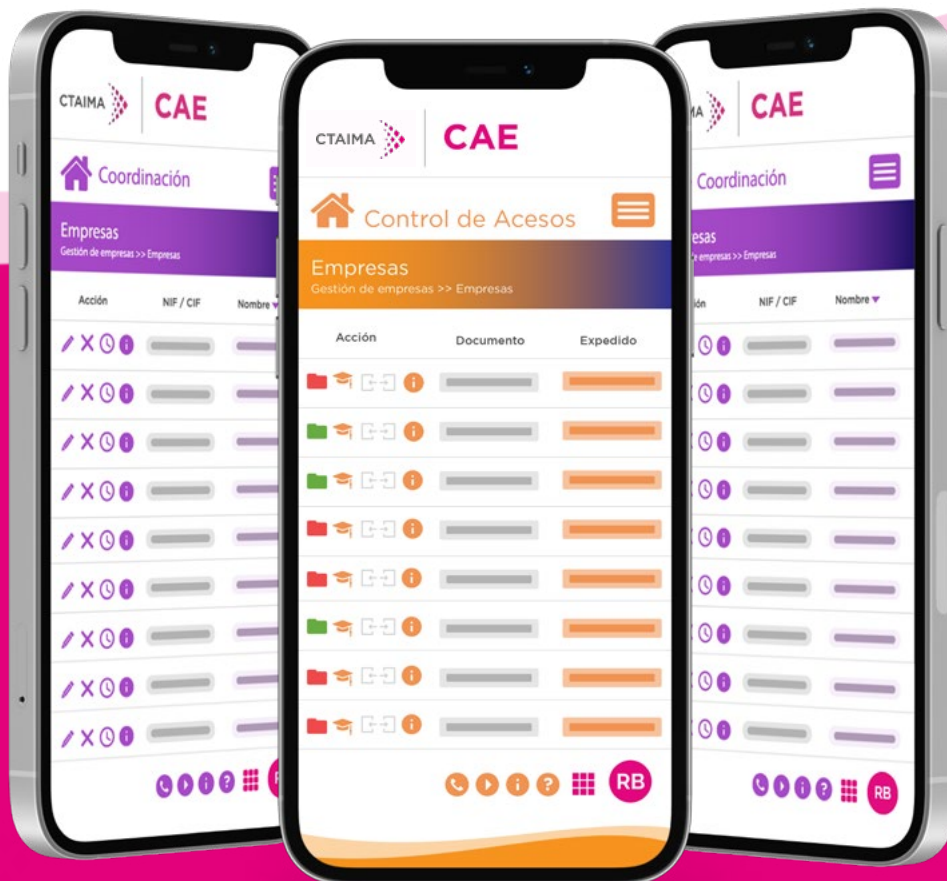 CTAIMA
CAE
Coordinación
Empresas
Gestión de empresas >> Empresas
Acción NIF / CIF Nombre
CTAIMA
CAE
Control de Acesos
Empresas
Gestión de empresas >> Empresas
Acción Documento Expedido
RB
CAE
Coordinación
NIF / CIF Nombre
RB